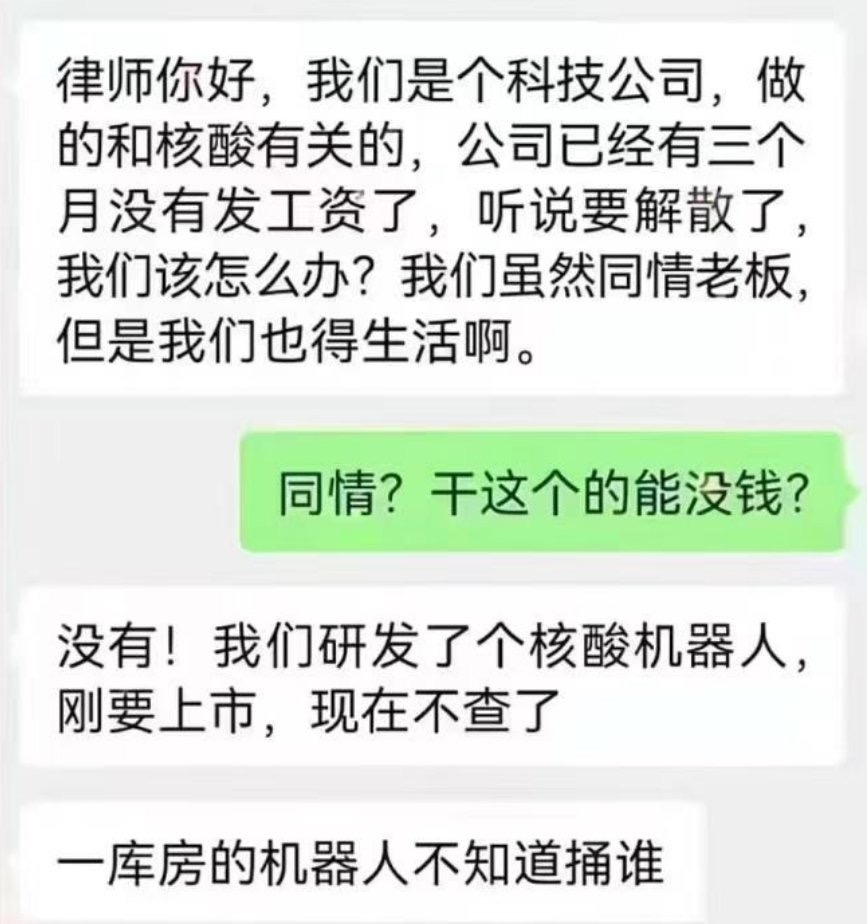 律师你好，我们是个科技公司，做
的和核酸有关的，公司已经有三个
月没有发工资了，听说要解散了，
我们该怎么办？我们虽然同情老板，
但是我们也得生活啊。
同情？干这个的能没钱？
没有！我们研发了个核酸机器人，
刚要上市，现在不查了
一库房的机器人不知道捅谁